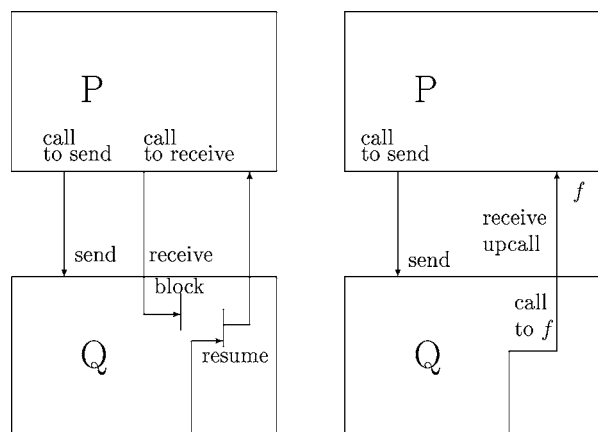 P
call
to send
call
to receive
send
receive
block
resume
Q
P
call
to send
f
receive
upcall
send
call
to f
Q